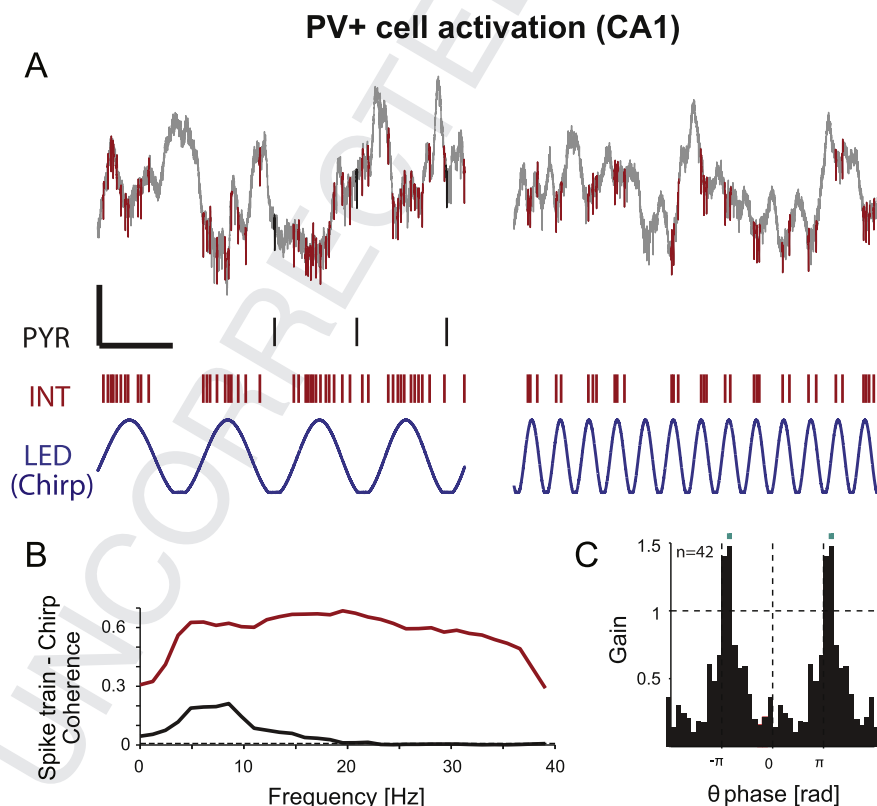 PV+ cell activation (CA1)
A
PYR
INT
LED
(Chirp)
B
Spike train - Chirp
Coherence
0.6
0.3
0
0
10
20
30
40
Frequency [Hz]
C
n=42
Gain
1.5
1
0.5
-π
0
π
θ phase [rad]
UNCORRECTE